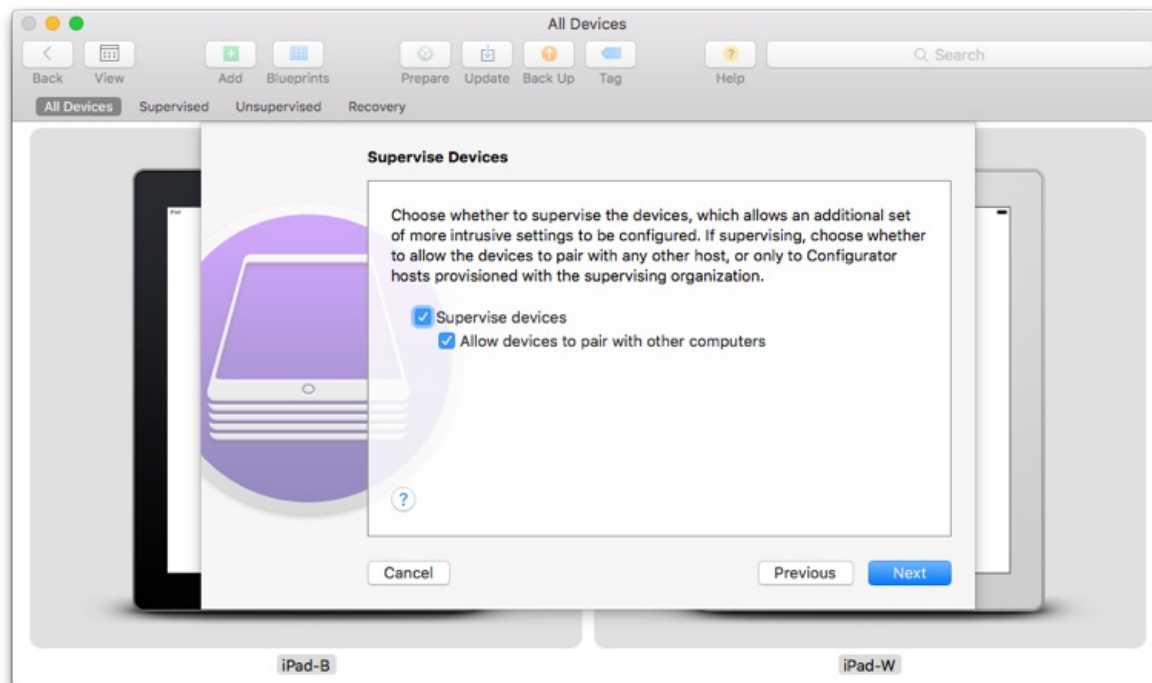 All Devices
Back View Add Blueprints Prepare Update Back Up Tag ? Help Search
All Devices Supervised Unsupervised Recovery
iPad
Supervise Devices
Choose whether to supervise the devices, which allows an additional set
of more intrusive settings to be configured. If supervising, choose whether
to allow the devices to pair with any other host, or only to Configurator
hosts provisioned with the supervising organization.
Supervise devices
Allow devices to pair with other computers
?
Cancel Previous Next
iPad-B iPad-W